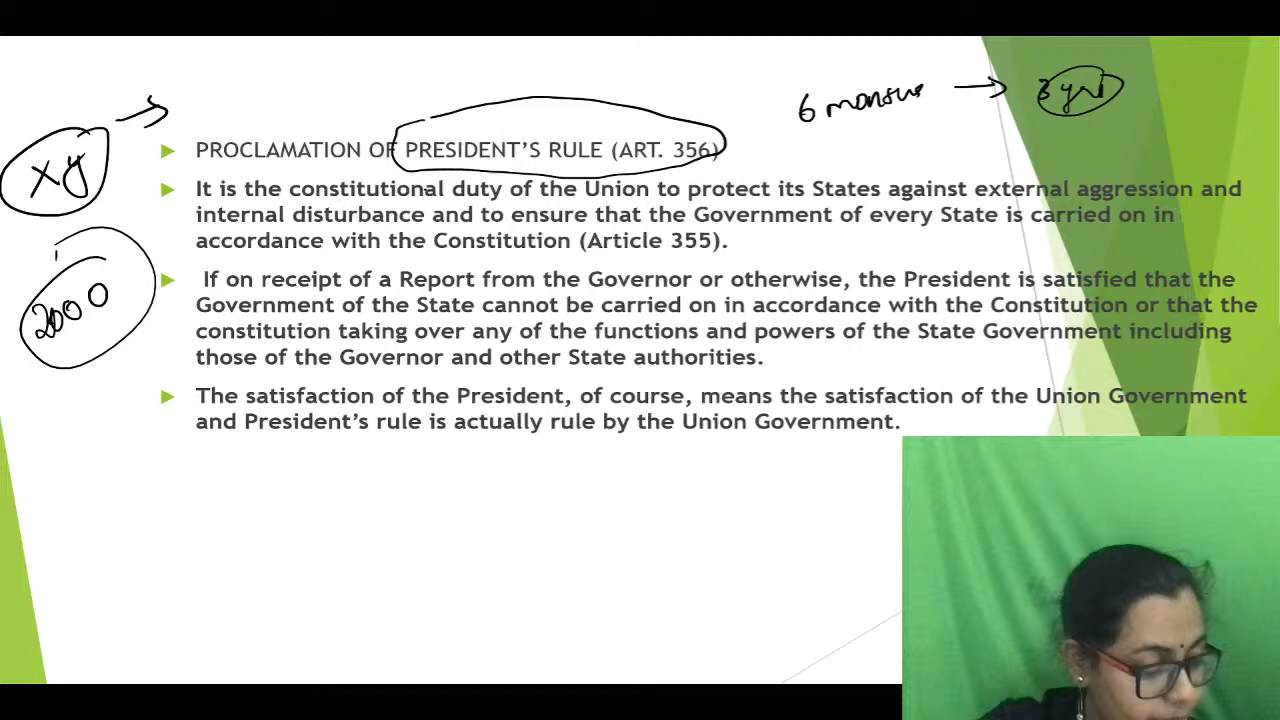 6 months → 3 yrs
xy →
PROCLAMATION OF PRESIDENT'S RULE (ART. 356)
It is the constitutional duty of the Union to protect its States against external aggression and
internal disturbance and to ensure that the Government of every State is carried on in
accordance with the Constitution (Article 355).
2000
If on receipt of a Report from the Governor or otherwise, the President is satisfied that the
Government of the State cannot be carried on in accordance with the Constitution or that the
constitution taking over any of the functions and powers of the State Government including
those of the Governor and other State authorities.
The satisfaction of the President, of course, means the satisfaction of the Union Government
and President's rule is actually rule by the Union Government.